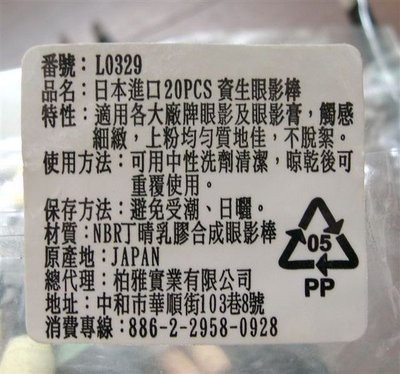 番號：L0329
品名：日本進口20PCS 資生眼影棒
特性：適用各大廠牌眼影及眼影膏，觸感
細緻，上粉均勻質地佳，不脫絮。
使用方法：可用中性洗劑清潔，晾乾後可
重覆使用。
保存方法：避免受潮、日曬。
材質：NBR丁晴乳膠合成眼影棒
原產地：JAPAN
總代理：柏雅實業有限公司
地址：中和市華順街103巷8號
消費專線：886-2-2958-0928
05
PP